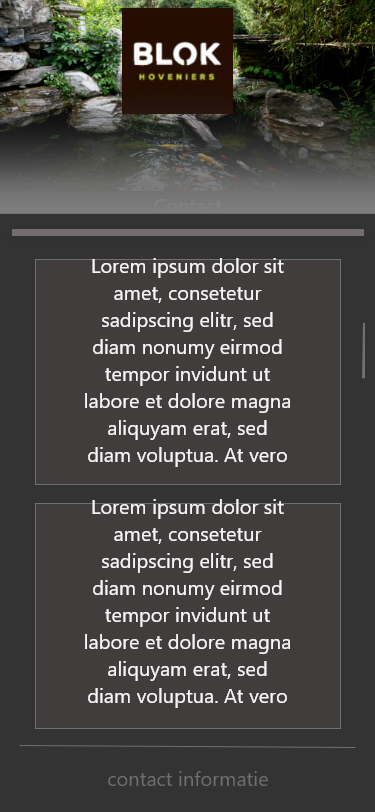 BLOK
HOVENIERS
Contact
Lorem ipsum dolor sit
amet, consetetur
sadipscing elitr, sed
diam nonumy eirmod
tempor invidunt ut
labore et dolore magna
aliquyam erat, sed
diam voluptua. At vero
Lorem ipsum dolor sit
amet, consetetur
sadipscing elitr, sed
diam nonumy eirmod
tempor invidunt ut
labore et dolore magna
aliquyam erat, sed
diam voluptua. At vero
contact informatie